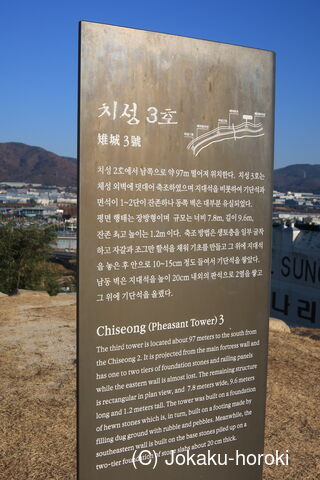 치성 3호
雉城 3號
치성 2호에서 남쪽으로 약 97m 떨어져 위치한다. 치성 3호는
체성 외벽에 덧대어 축조하였으며 지대석을 비롯하여 기단석과
면석이 1~2단이 잔존하나 동쪽 벽은 대부분 유실되었다.
평면 형태는 장방형이며 규모는 너비 7.8m, 길이 9.6m,
잔존 최고 높이는 1.2m이다. 축조 방법은 생토층을 일부 굴착
하고 자갈과 조그만 할석을 채워 기초를 만들고 그 위에 지대석
을 놓은 후 안으로 10~15cm 정도 들여서 기단석을 쌓았다.
남동 벽은 지대석을 높이 20cm 내외의 판석으로 2열을 쌓고
그 위에 기단석을 올렸다.
Chiseong (Pheasant Tower) 3
The third tower is located about 97 meters to the south from
the Chiseong 2. It is projected from the main fortress wall and
has one to two tiers of foundation stones and railing panels
while the eastern wall is almost lost. The remaining structure
is rectangular in plan view, and 7.8 meters wide, 9.6 meters
long and 1.2 meters tall. The tower was built on a foundation
of hewn stones which is, in turn, built on a footing made by
filling dug ground with rubble and pebbles. Meanwhile, the
southeastern wall is built on the base stones piled up on a
two-tier foundation of stone slabs about 20 cm thick.
SUNG
나리
(C) Jokaku-horoki